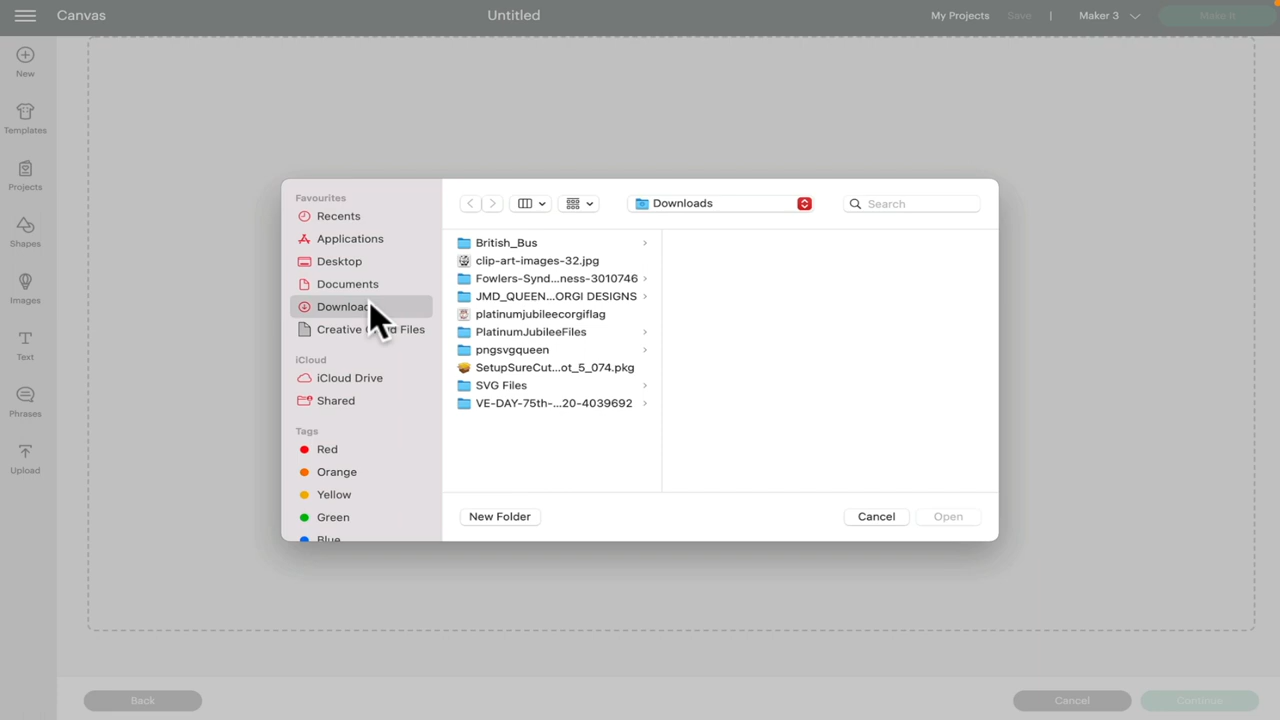 Canvas
Untitled
My Projects Save | Maker 3 Make It
New
Templates
Projects
Shapes
Images
Text
Phrases
Upload
Favourites
Recents
Applications
Desktop
Documents
Creative Files
iCloud
iCloud Drive
Shared
Tags
Red
Orange
Yellow
Green
Blue
Downloads
Search
British_Bus
clip-art-images-32.jpg
Fowlers-Synd...ness-3010746
JMD_QUEEN...ORGI DESIGNS
platinumjubileecorgiflag
PlatinumJubileeFiles
pngsvgqueen
SetupSureCut...ot_5_074.pkg
SVG Files
VE-DAY-75th-...20-4039692
New Folder
Cancel
Open
Back
Cancel
Continue